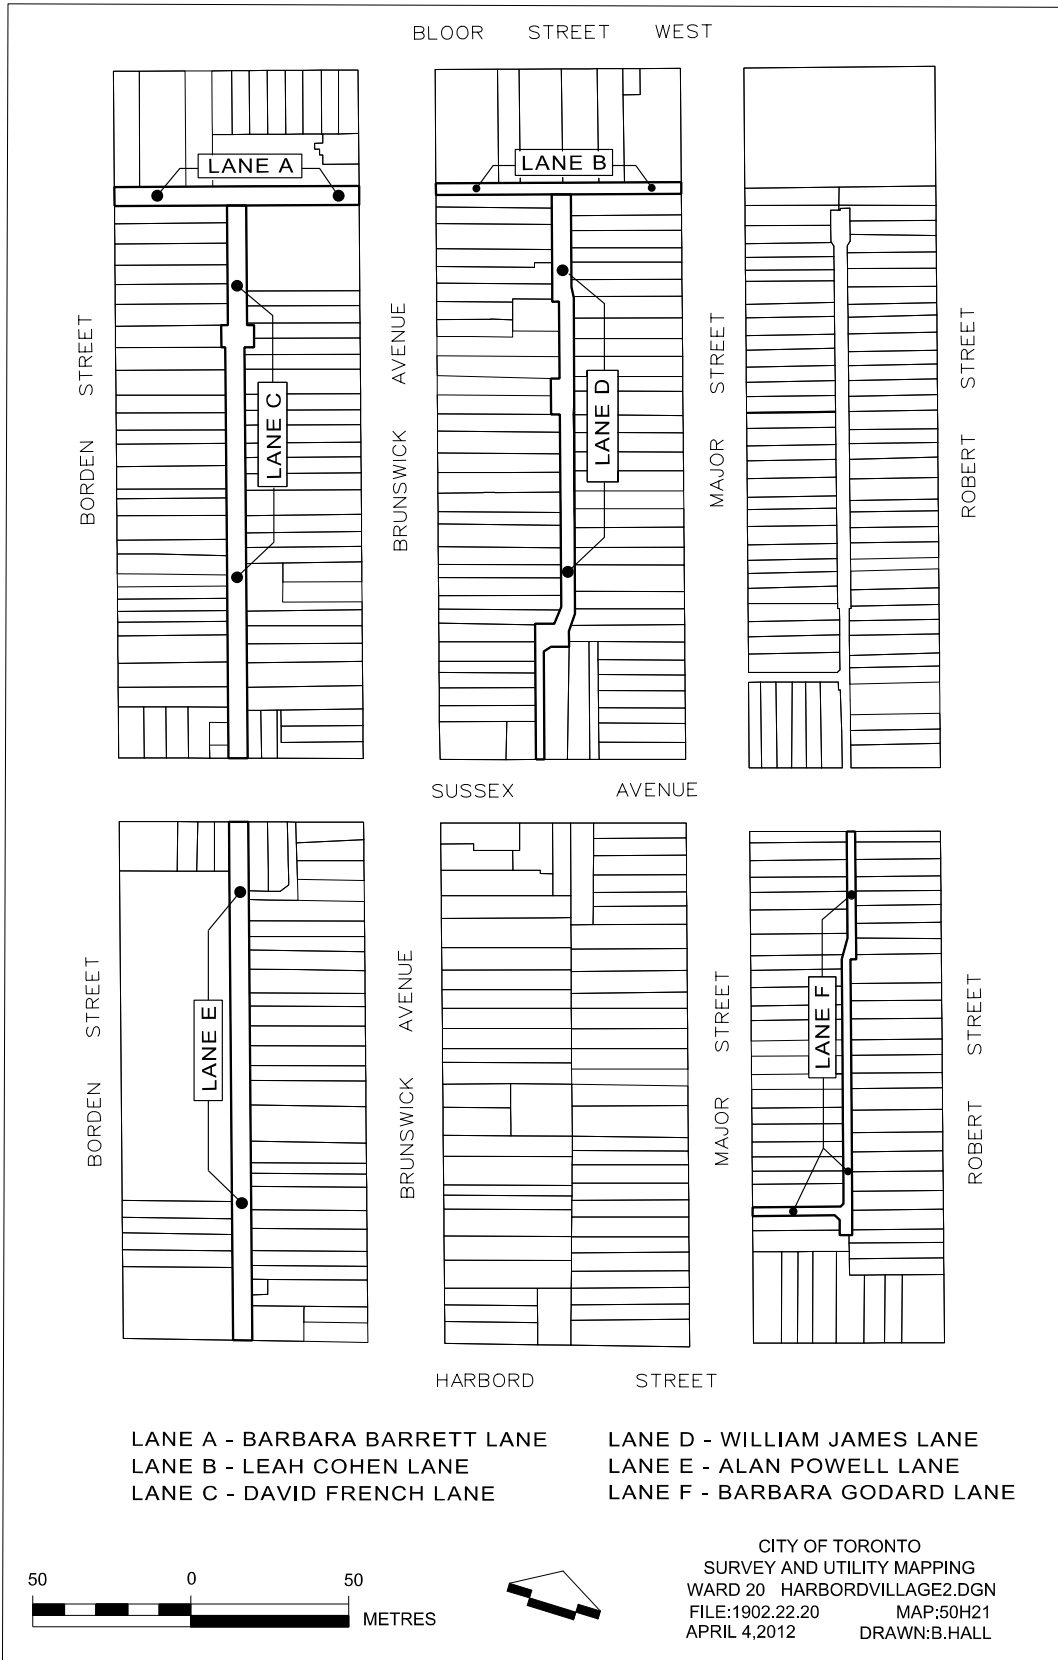 BLOOR STREET WEST
LANE A
LANE B
BORDEN STREET
LANE C
BRUNSWICK AVENUE
LANE D
MAJOR STREET
ROBERT STREET
SUSSEX AVENUE
BORDEN STREET
LANE E
BRUNSWICK AVENUE
MAJOR STREET
LANE F
ROBERT STREET
HARBORD STREET
LANE A - BARBARA BARRETT LANE
LANE B - LEAH COHEN LANE
LANE C - DAVID FRENCH LANE
LANE D - WILLIAM JAMES LANE
LANE E - ALAN POWELL LANE
LANE F - BARBARA GODARD LANE
50 0 50
METRES
CITY OF TORONTO
SURVEY AND UTILITY MAPPING
WARD 20 HARBORDVILLAGE2.DGN
FILE:1902.22.20 MAP:50H21
APRIL 4,2012 DRAWN:B.HALL